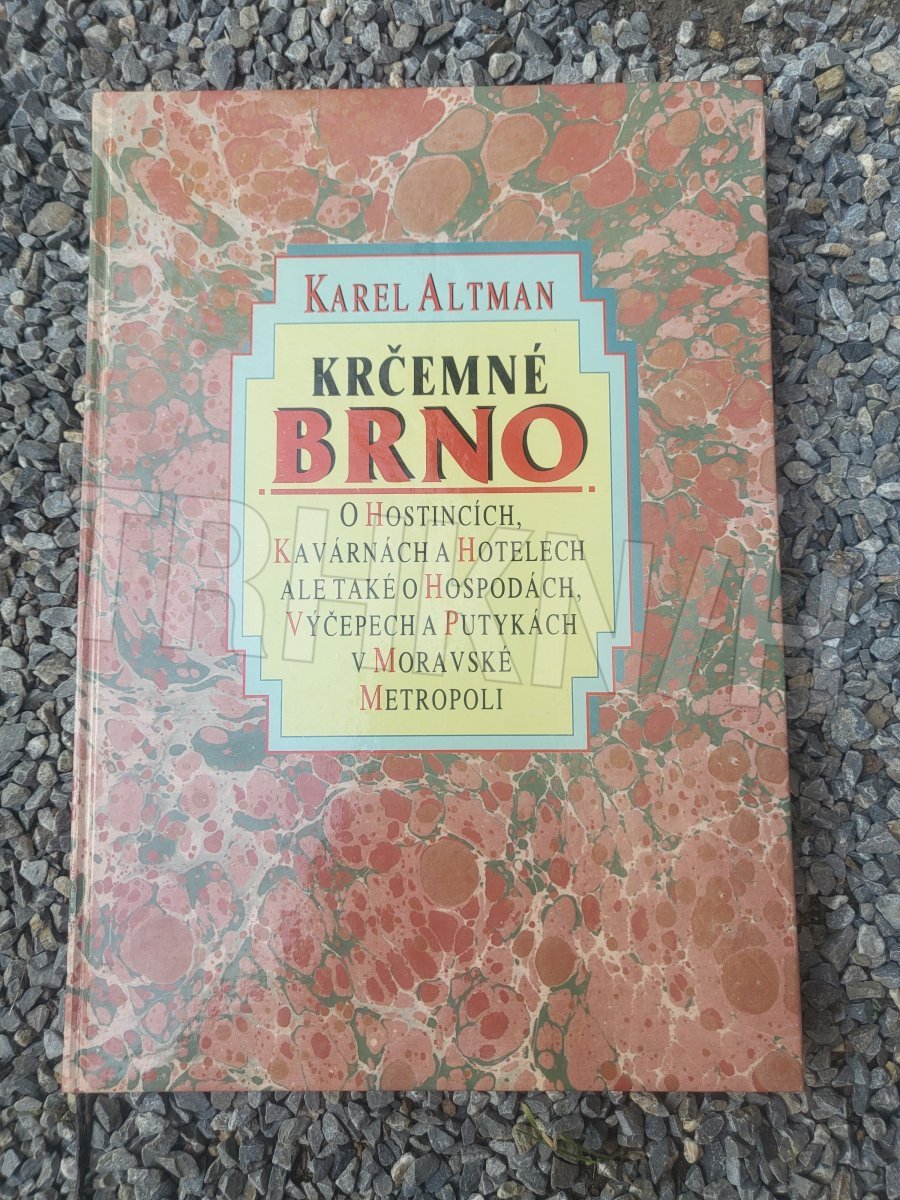 KAREL ALTMAN
KRČEMNÉ
BRNO
O HOSTINCÍCH,
KAVÁRNÁCH A HOTELECH
ALE TAKÉ O HOSPODÁCH,
VÝČEPECH A PUTYKÁCH
V MORAVSKÉ
METROPOLI